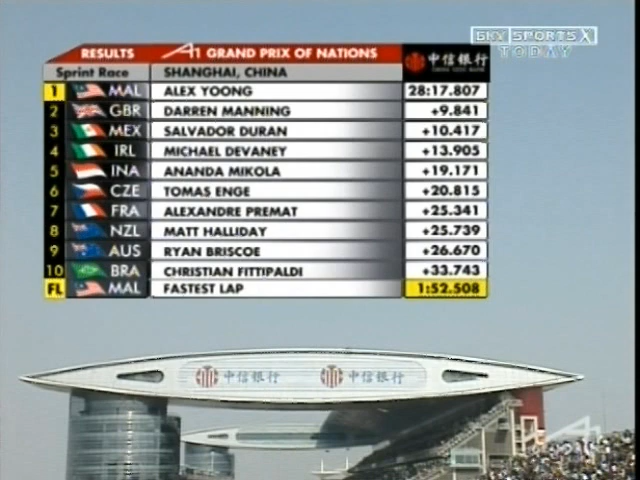 SKY SPORTS X
TODAY
RESULTS A1 GRAND PRIX OF NATIONS 中信银行
Sprint Race SHANGHAI, CHINA CHINA CITIC BANK
1 MAL ALEX YOONG 28:17.807
2 GBR DARREN MANNING +9.841
3 MEX SALVADOR DURAN +10.417
4 IRL MICHAEL DEVANEY +13.905
5 INA ANANDA MIKOLA +19.171
6 CZE TOMAS ENGE +20.815
7 FRA ALEXANDRE PREMAT +25.341
8 NZL MATT HALLIDAY +25.739
9 AUS RYAN BRISCOE +26.670
10 BRA CHRISTIAN FITTIPALDI +33.743
FL MAL FASTEST LAP 1:52.508
中信银行 中信银行
A1